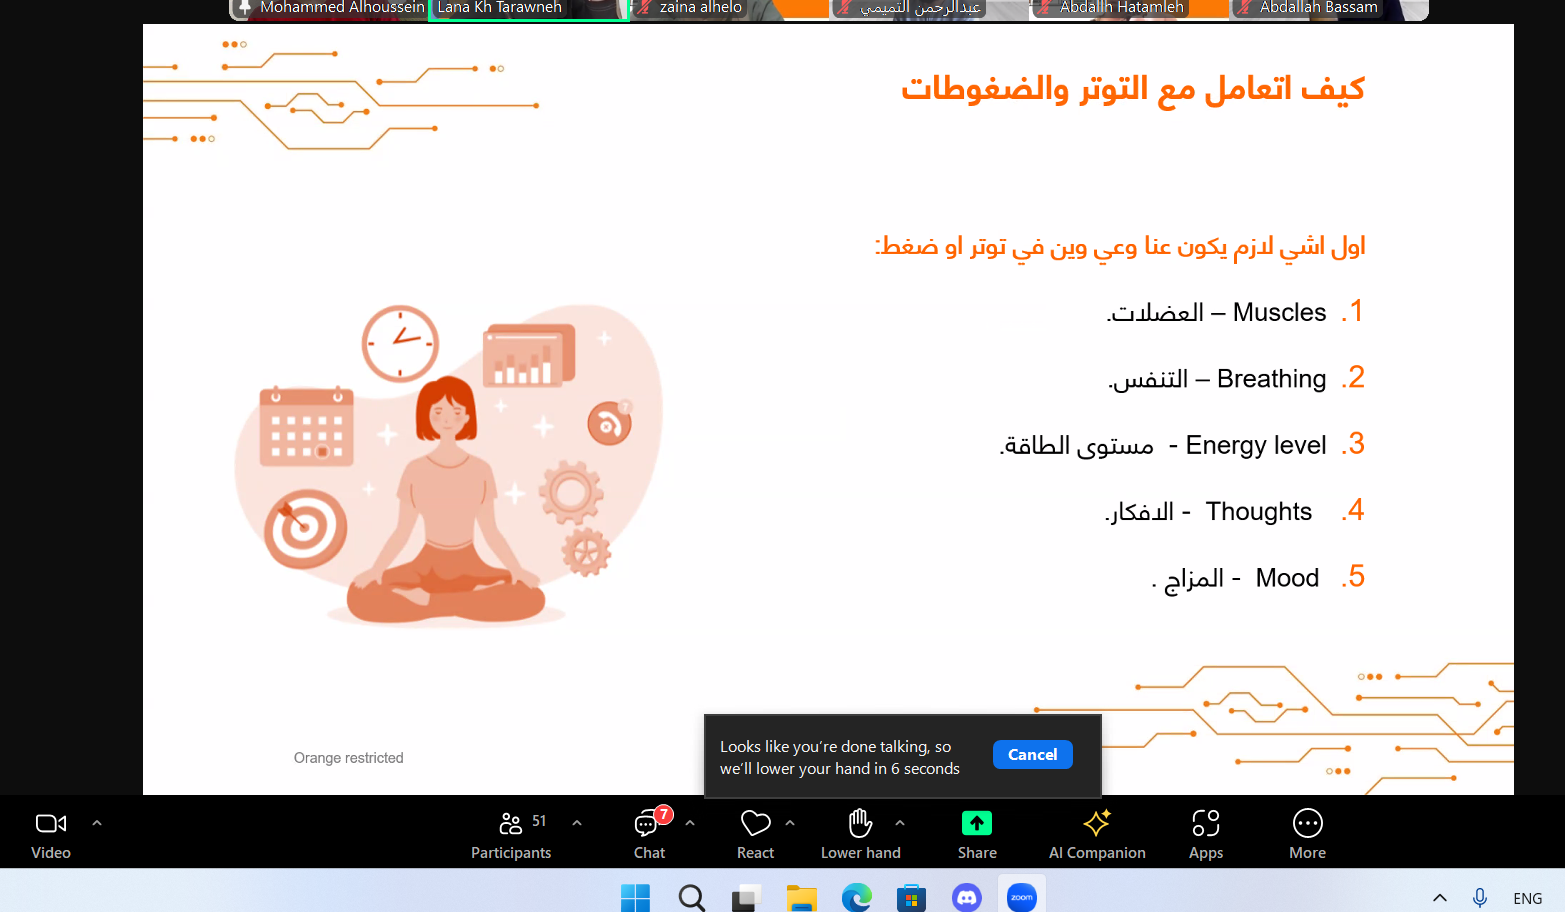 Mohammed Alhoussein
Lana Kh Tarawneh
zaina alhelo
عبدالرحمن التميمي
Abdallh Hatamleh
Abdallah Bassam
كيف اتعامل مع التوتر والضغوطات
اول اشي لازم يكون عنا وعي وين في توتر او ضغط:
1. Muscles – العضلات.
2. Breathing – التنفس.
3. Energy level - مستوى الطاقة.
4. Thoughts - الافكار.
5. Mood - المزاج .
Orange restricted
Looks like you're done talking, so
we'll lower your hand in 6 seconds
Cancel
Video
51
Participants
7
Chat
React
Lower hand
Share
AI Companion
Apps
More
zoom
ENG